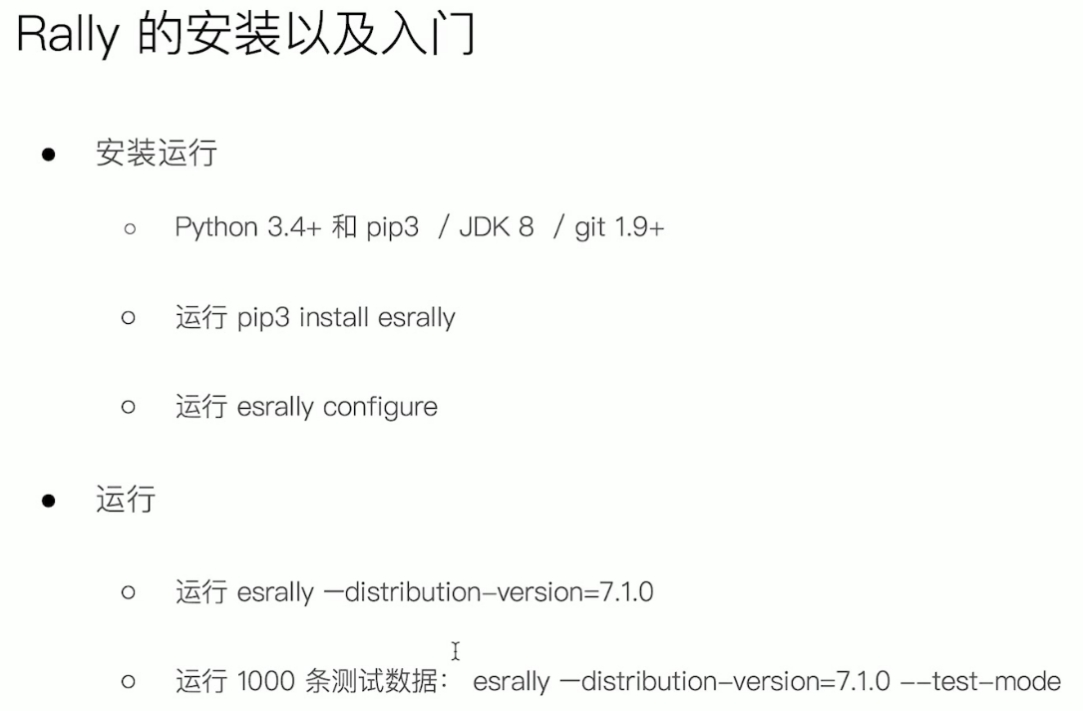 Rally 的安装以及入门
安装运行
Python 3.4+ 和 pip3 / JDK 8 / git 1.9+
运行 pip3 install esrally
运行 esrally configure
运行
运行 esrally —distribution-version=7.1.0
运行 1000 条测试数据： esrally —distribution-version=7.1.0 --test-mode